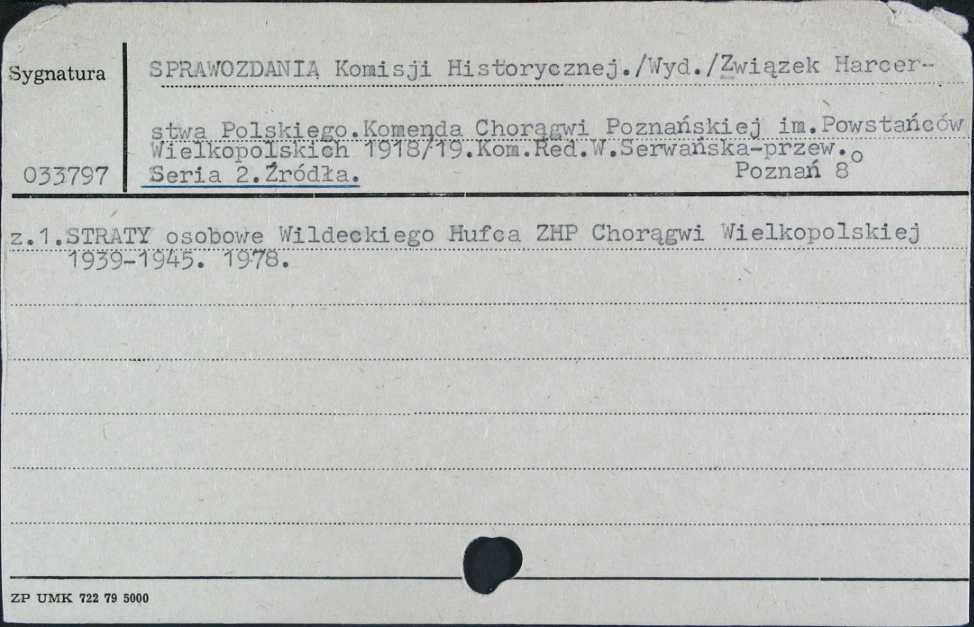 Sygnatura
SPRAWOZDANIA Komisji Historycznej./Wyd./Związek Harcer-
stwa Polskiego.Komenda Chorągwi Poznańskiej im.Powstańców
Wielkopolskich 1918/19.Kom.Red.W.Serwańska-przew.
033797
Seria 2.Źródła. Poznań 8°
z.1.STRATY osobowe Wildeckiego Hufca ZHP Chorągwi Wielkopolskiej
1939-1945. 1978.
ZP UMK 722 79 5000